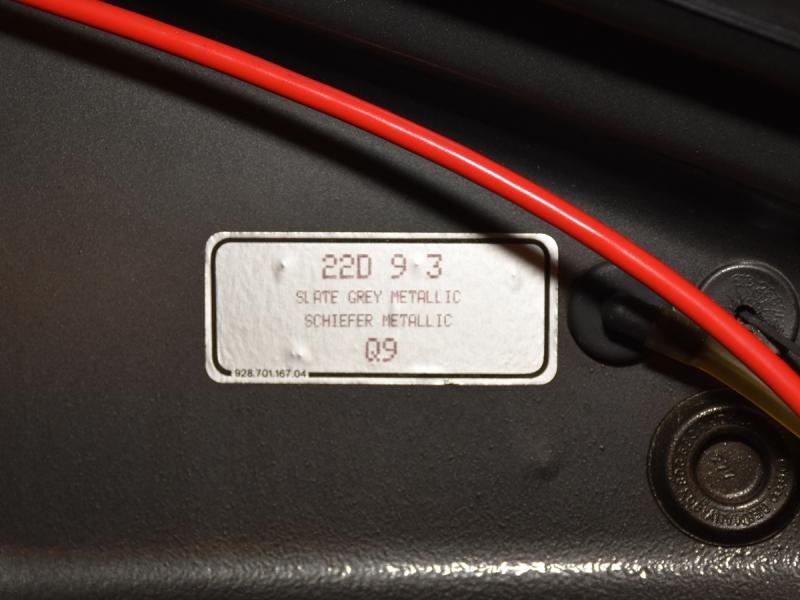 22D 9 3
SLATE GREY METALLIC
SCHIEFER METALLIC
Q9
928.701.167.04